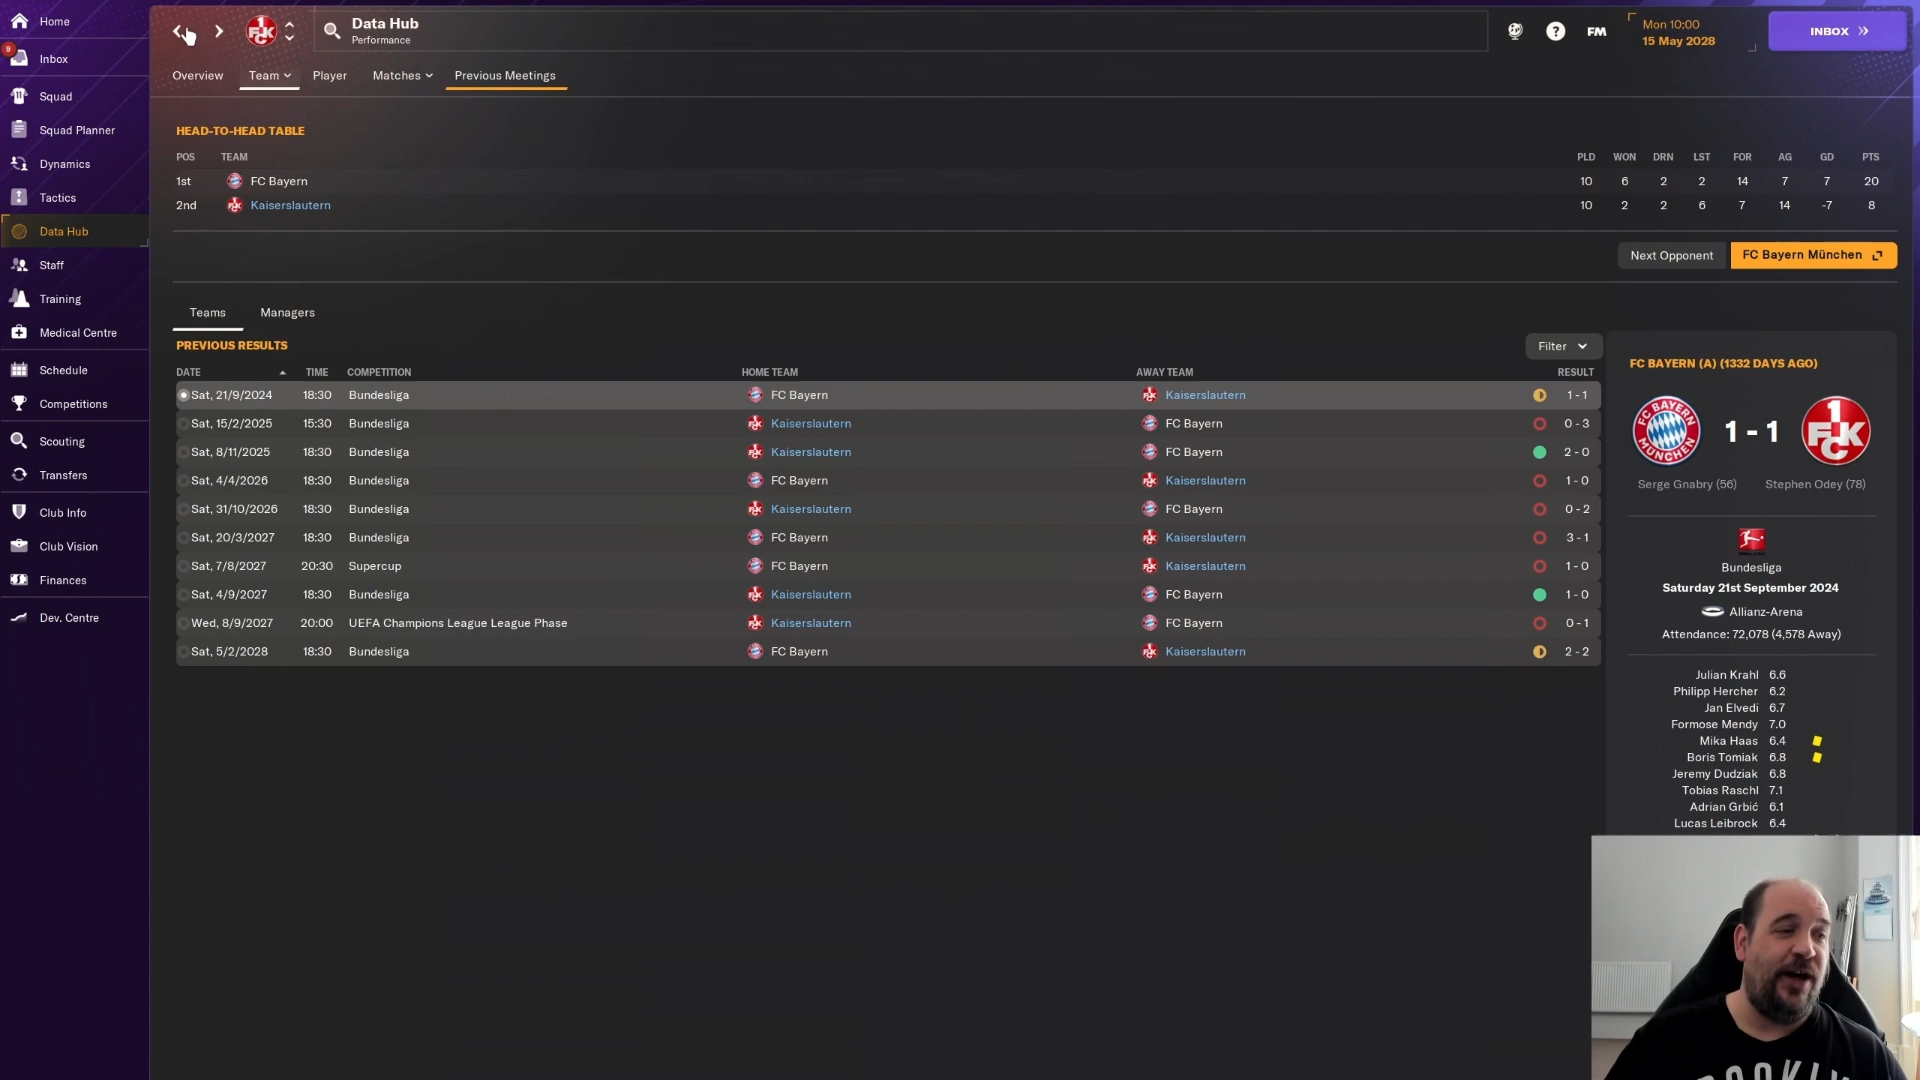 Home
9
Inbox
Squad
Squad Planner
Dynamics
Tactics
Data Hub
Staff
Training
Medical Centre
Schedule
Competitions
Scouting
Transfers
Club Info
Club Vision
Finances
Dev. Centre
Data Hub
Performance
FM
Mon 10:00
15 May 2028
INBOX
Overview Team Player Matches Previous Meetings
HEAD-TO-HEAD TABLE
POS TEAM PLD WON DRN LST FOR AG GD PTS
1st FC Bayern 10 6 2 2 14 7 7 20
2nd Kaiserslautern 10 2 2 6 7 14 -7 8
Next Opponent FC Bayern München
Teams Managers
PREVIOUS RESULTS Filter
DATE TIME COMPETITION HOME TEAM AWAY TEAM RESULT
Sat, 21/9/2024 18:30 Bundesliga FC Bayern Kaiserslautern 1 - 1
Sat, 15/2/2025 15:30 Bundesliga Kaiserslautern FC Bayern 0 - 3
Sat, 8/11/2025 18:30 Bundesliga Kaiserslautern FC Bayern 2 - 0
Sat, 4/4/2026 18:30 Bundesliga FC Bayern Kaiserslautern 1 - 0
Sat, 31/10/2026 18:30 Bundesliga Kaiserslautern FC Bayern 0 - 2
Sat, 20/3/2027 18:30 Bundesliga FC Bayern Kaiserslautern 3 - 1
Sat, 7/8/2027 20:30 Supercup FC Bayern Kaiserslautern 1 - 0
Sat, 4/9/2027 18:30 Bundesliga Kaiserslautern FC Bayern 1 - 0
Wed, 8/9/2027 20:00 UEFA Champions League League Phase Kaiserslautern FC Bayern 0 - 1
Sat, 5/2/2028 18:30 Bundesliga FC Bayern Kaiserslautern 2 - 2
FC BAYERN (A) (1332 DAYS AGO)
FC BAYERN MÜNCHEN 1 - 1 1 FCK
Serge Gnabry (56) Stephen Odey (78)
Bundesliga
Saturday 21st September 2024
Allianz-Arena
Attendance: 72,078 (4,578 Away)
Julian Krahl 6.6
Philipp Hercher 6.2
Jan Elvedi 6.7
Formose Mendy 7.0
Mika Haas 6.4
Boris Tomiak 6.8
Jeremy Dudziak 6.8
Tobias Raschl 7.1
Adrian Grbić 6.1
Lucas Leibrock 6.4